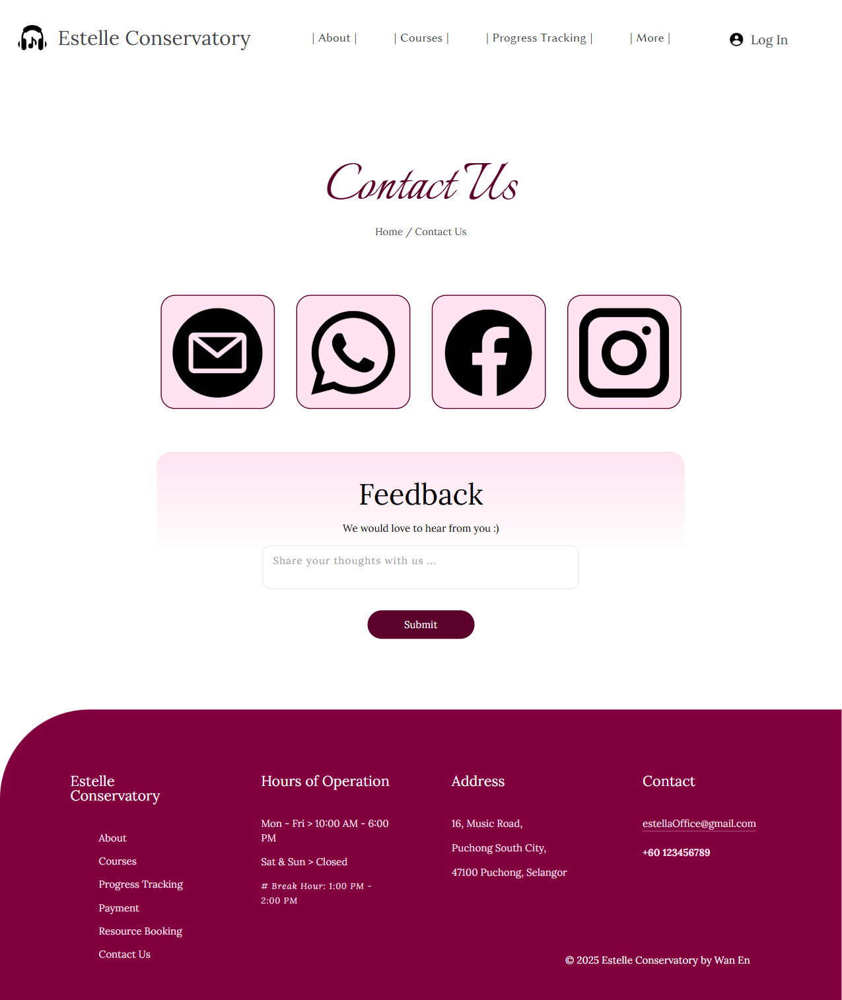 Estelle Conservatory
| About |
| Courses |
| Progress Tracking |
| More |
Log In
Contact Us
Home / Contact Us
Feedback
We would love to hear from you :)
Share your thoughts with us ...
Submit
Estelle
Conservatory
About
Courses
Progress Tracking
Payment
Resource Booking
Contact Us
Hours of Operation
Mon - Fri > 10:00 AM - 6:00
PM
Sat & Sun > Closed
# Break Hour: 1:00 PM -
2:00 PM
Address
16, Music Road,
Puchong South City,
47100 Puchong, Selangor
Contact
estellaOffice@gmail.com
+60 123456789
© 2025 Estelle Conservatory by Wan En